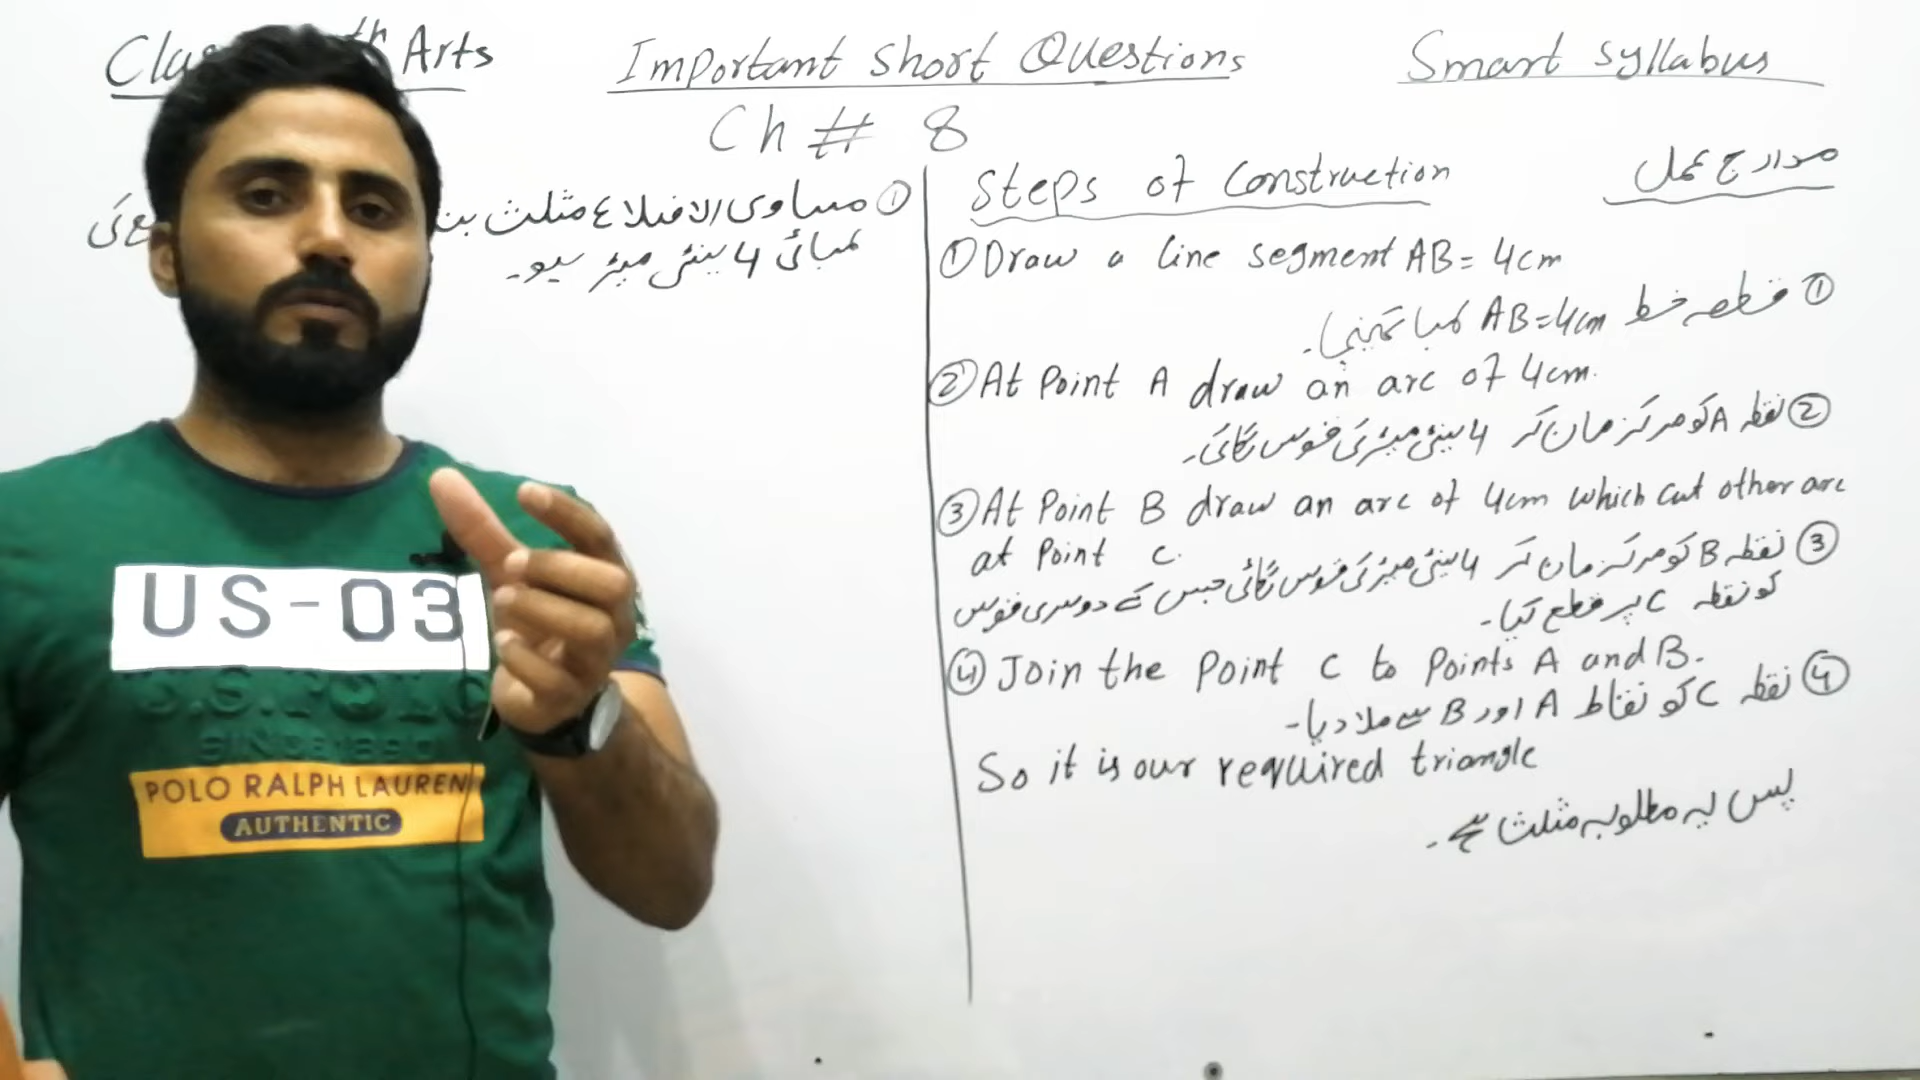 Arts
Important Short Questions
Smart Syllabus
Ch # 8
① مساوی الاضلاع مثلث
لمبائی 4 سینٹی میٹر ہو۔
Steps of Construction
مدارج عمل
① Draw a line segment AB = 4cm
① قطعہ خط AB=4cm لمبا کھینچا۔
② At Point A draw an arc of 4cm.
② نقطہ A کو مرکز مان کر 4 سینٹی میٹر کی قوس لگائی۔
③ At Point B draw an arc of 4cm which cut other arc
at Point C.
③ نقطہ B کو مرکز مان کر 4 سینٹی میٹر کی قوس لگائی جس نے دوسری قوس
کو نقطہ C پر قطع کیا۔
④ Join the Point C to Points A and B.
④ نقطہ C کو نقاط A اور B سے ملا دیا۔
So it is our required triangle
پس یہ مطلوبہ مثلث ہے۔
US-03
U.S. POLO
SINCE 1890
POLO RALPH LAUREN
AUTHENTIC